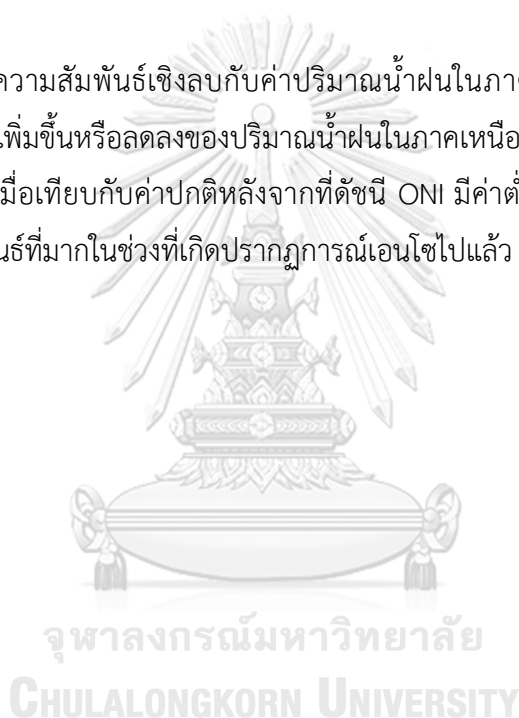 ความสัมพันธ์เชิงลบกับค่าปริมาณน้ำฝนในภาค
เพิ่มขึ้นหรือลดลงของปริมาณน้ำฝนในภาคเหนือ
มื่อเทียบกับค่าปกติหลังจากที่ดัชนี ONI มีค่าต่ำ
นธ์ที่มากในช่วงที่เกิดปรากฏการณ์เอนโซไปแล้ว
จุฬาลงกรณ์มหาวิทยาลัย
CHULALONGKORN UNIVERSITY